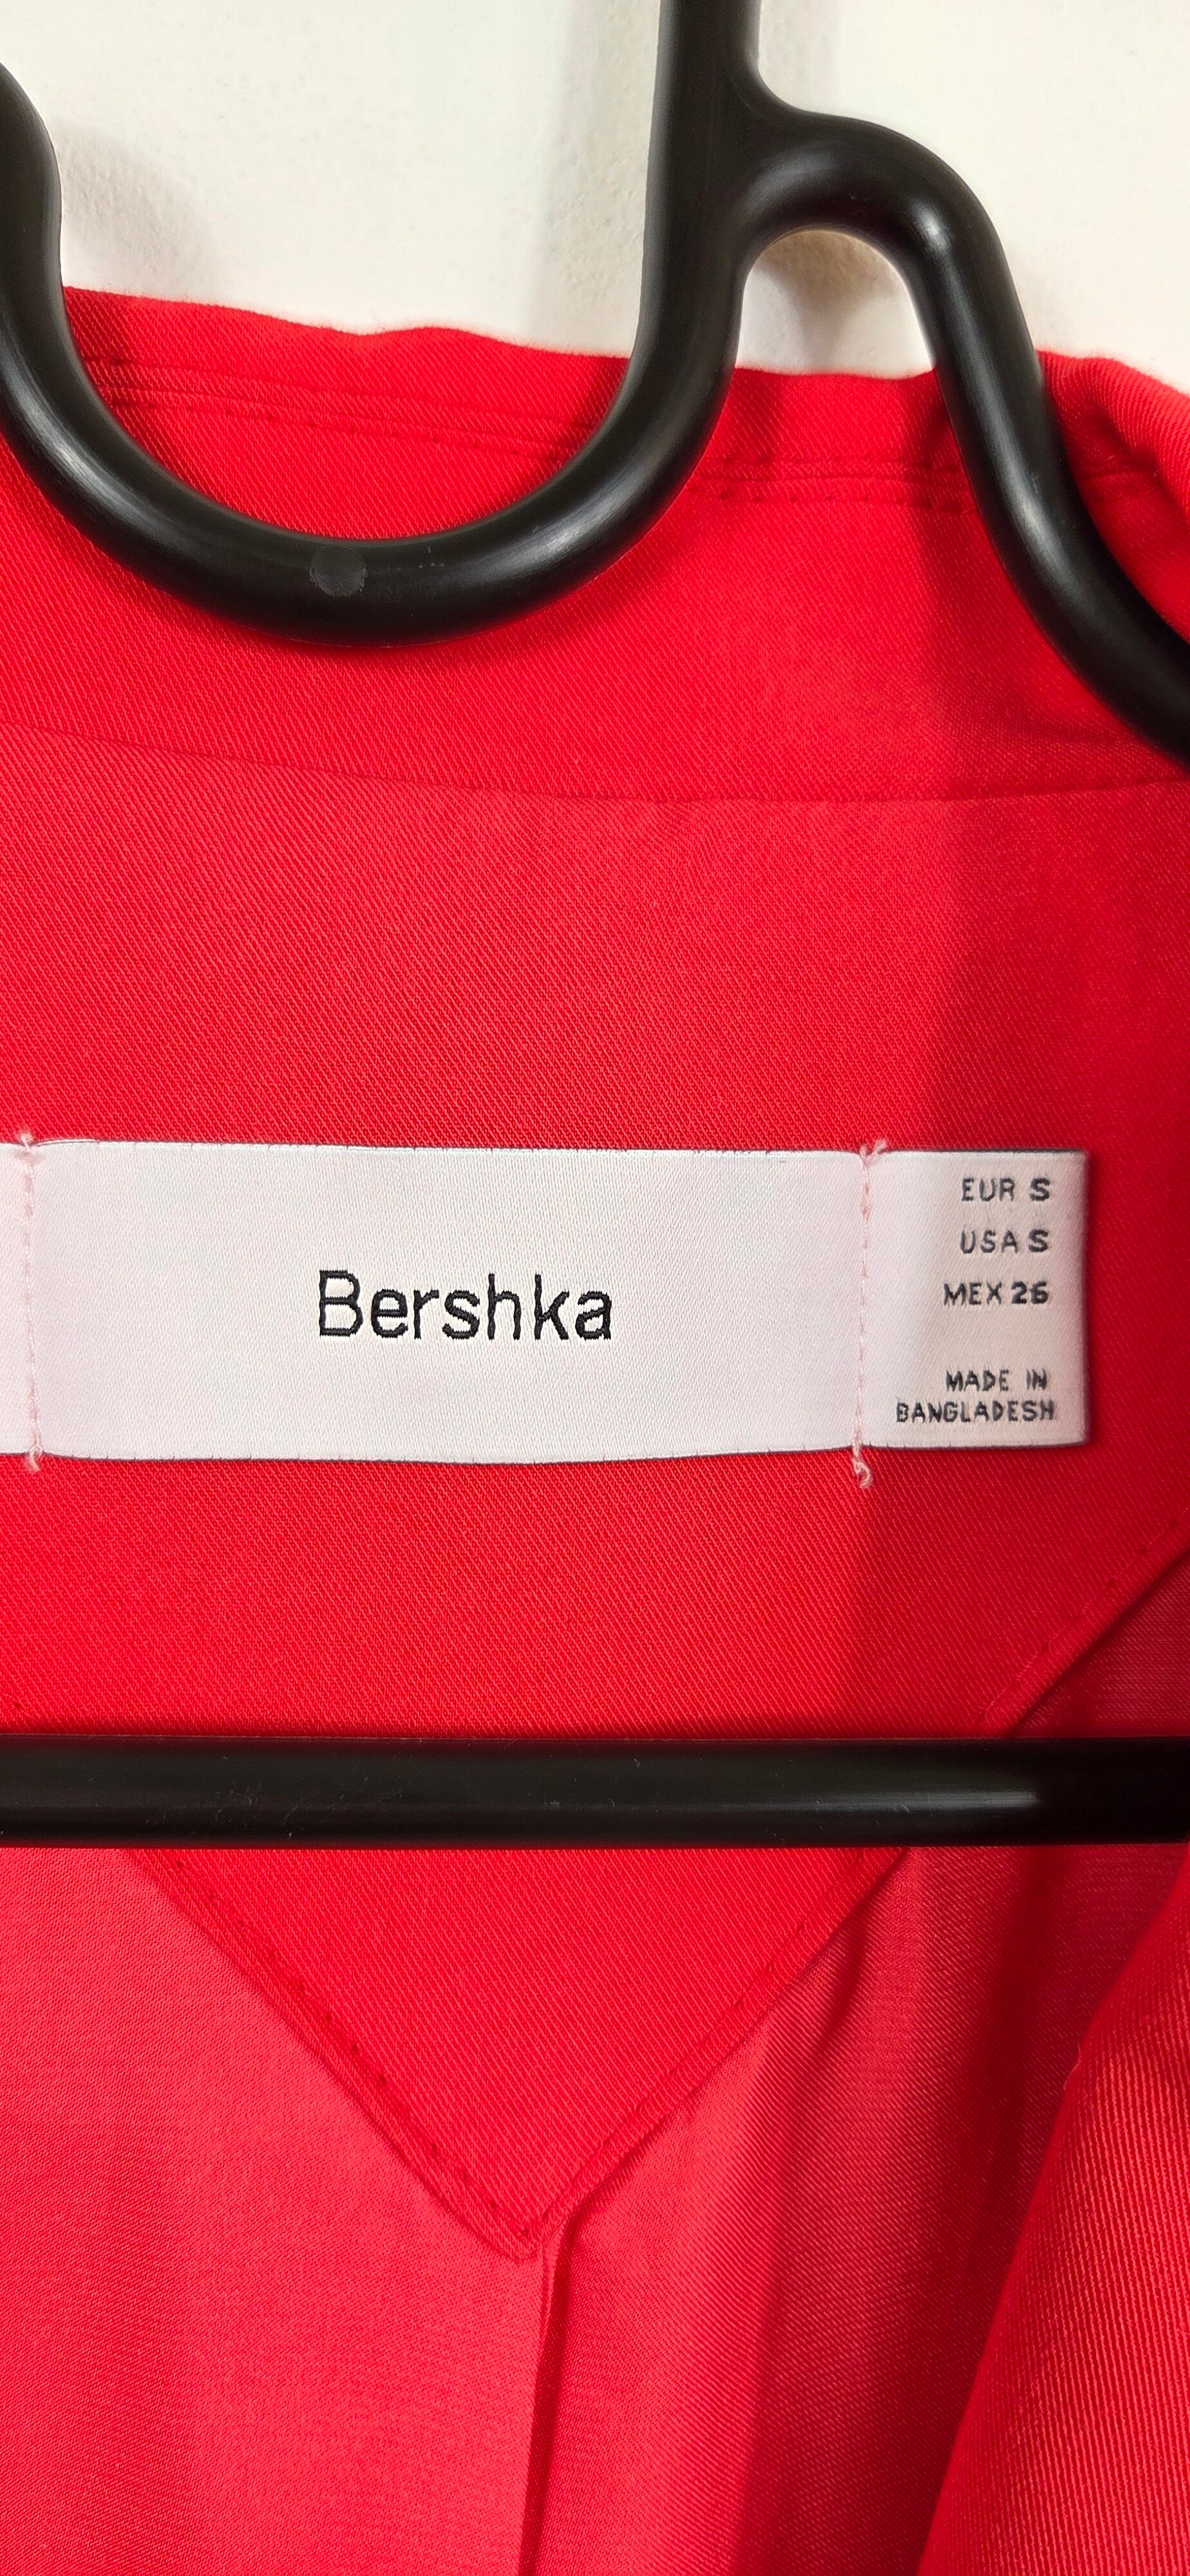 Bershka
EUR S
USA S
MEX 26
MADE IN
BANGLADESH